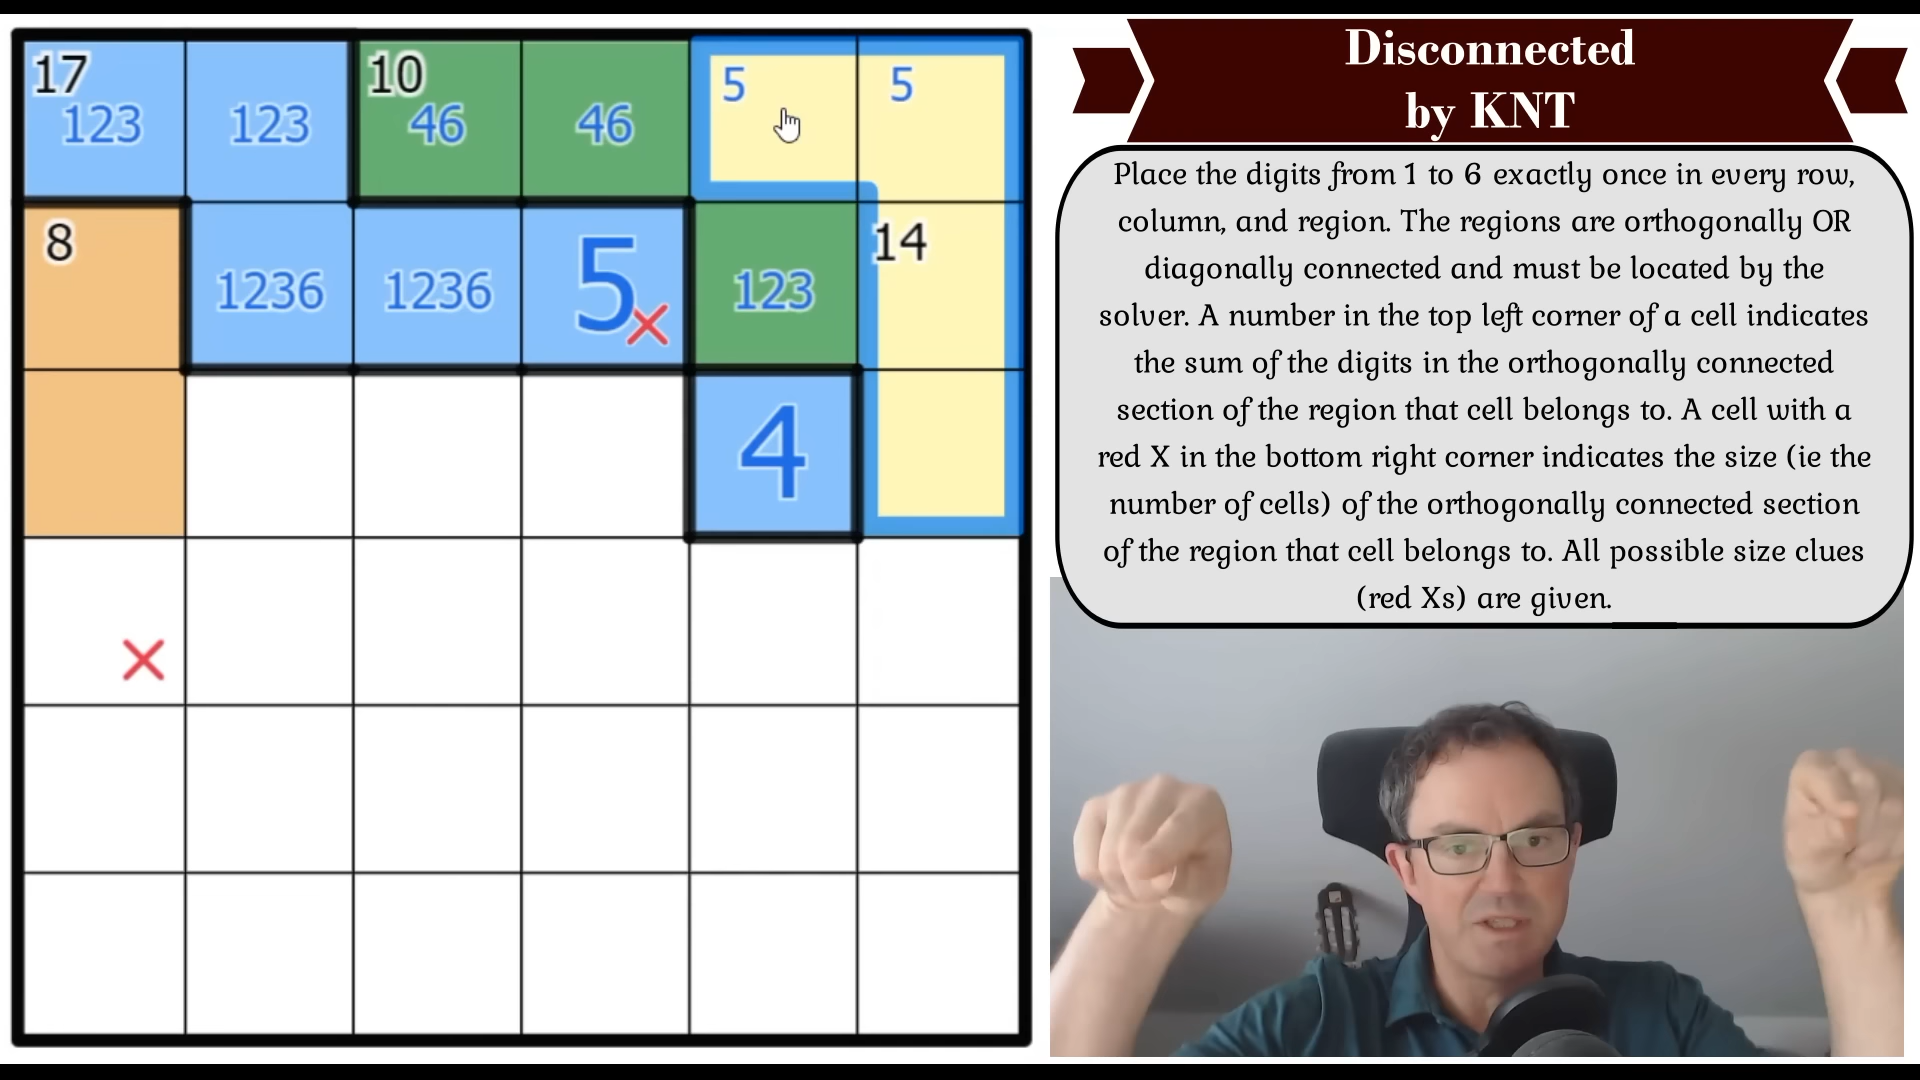 Disconnected
by KNT
Place the digits from 1 to 6 exactly once in every row,
column, and region. The regions are orthogonally OR
diagonally connected and must be located by the
solver. A number in the top left corner of a cell indicates
the sum of the digits in the orthogonally connected
section of the region that cell belongs to. A cell with a
red X in the bottom right corner indicates the size (ie the
number of cells) of the orthogonally connected section
of the region that cell belongs to. All possible size clues
(red Xs) are given.
17 10
5 5
123 123 46 46
8 14
1236 1236 5 123
4